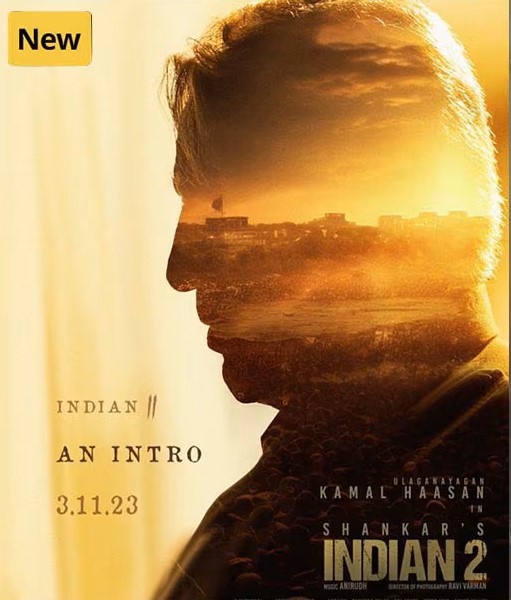 New
INDIAN ||
AN INTRO
3.11.23
ULAGANAYAGAN
KAMAL HAASAN
IN
SHANKAR'S
INDIAN 2
MUSIC ANIRUDH DIRECTOR OF PHOTOGRAPHY RAVI VARMAN